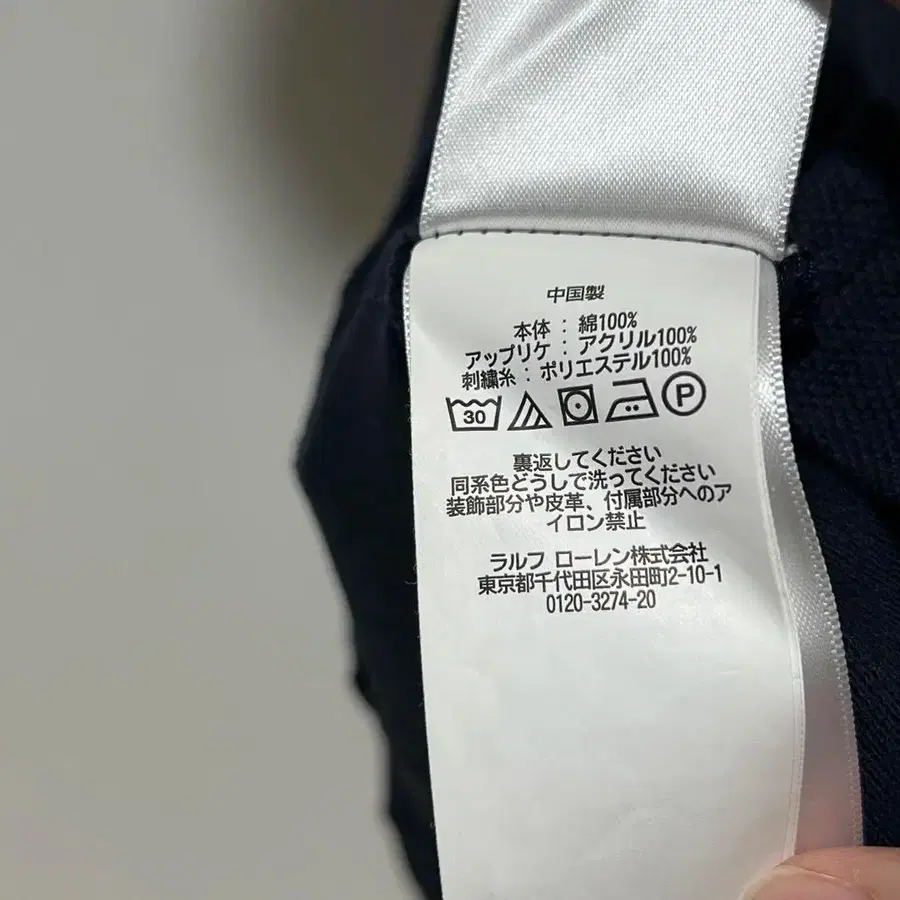 中国製
本体 : 綿100%
アップリケ : アクリル100%
刺繍糸 : ポリエステル100%
30 P
裏返してください
同系色どうしで洗ってください
装飾部分や皮革、付属部分へのア
イロン禁止
ラルフ ローレン株式会社
東京都千代田区永田町2-10-1
0120-3274-20